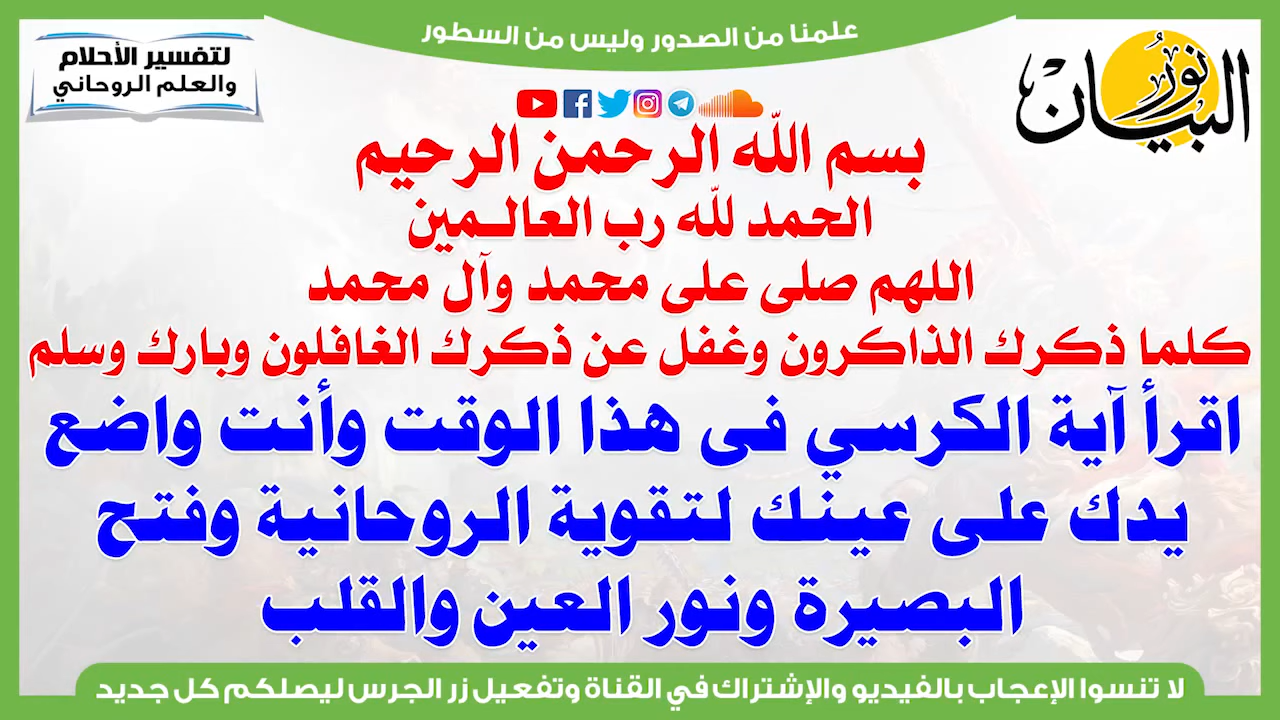 علمنا من الصدور وليس من السطور
لتفسير الأحلام
والعلم الروحاني
نور
البيان
بسم الله الرحمن الرحيم
الحمد لله رب العالـمين
اللهم صلى على محمد وآل محمد
كلما ذكرك الذاكرون وغفل عن ذكرك الغافلون وبارك وسلم
اقرأ آية الكرسي فى هذا الوقت وأنت واضع
يدك على عينك لتقوية الروحانية وفتح
البصيرة ونور العين والقلب
لا تنسوا الإعجاب بالفيديو والإشتراك في القناة وتفعيل زر الجرس ليصلكم كل جديد